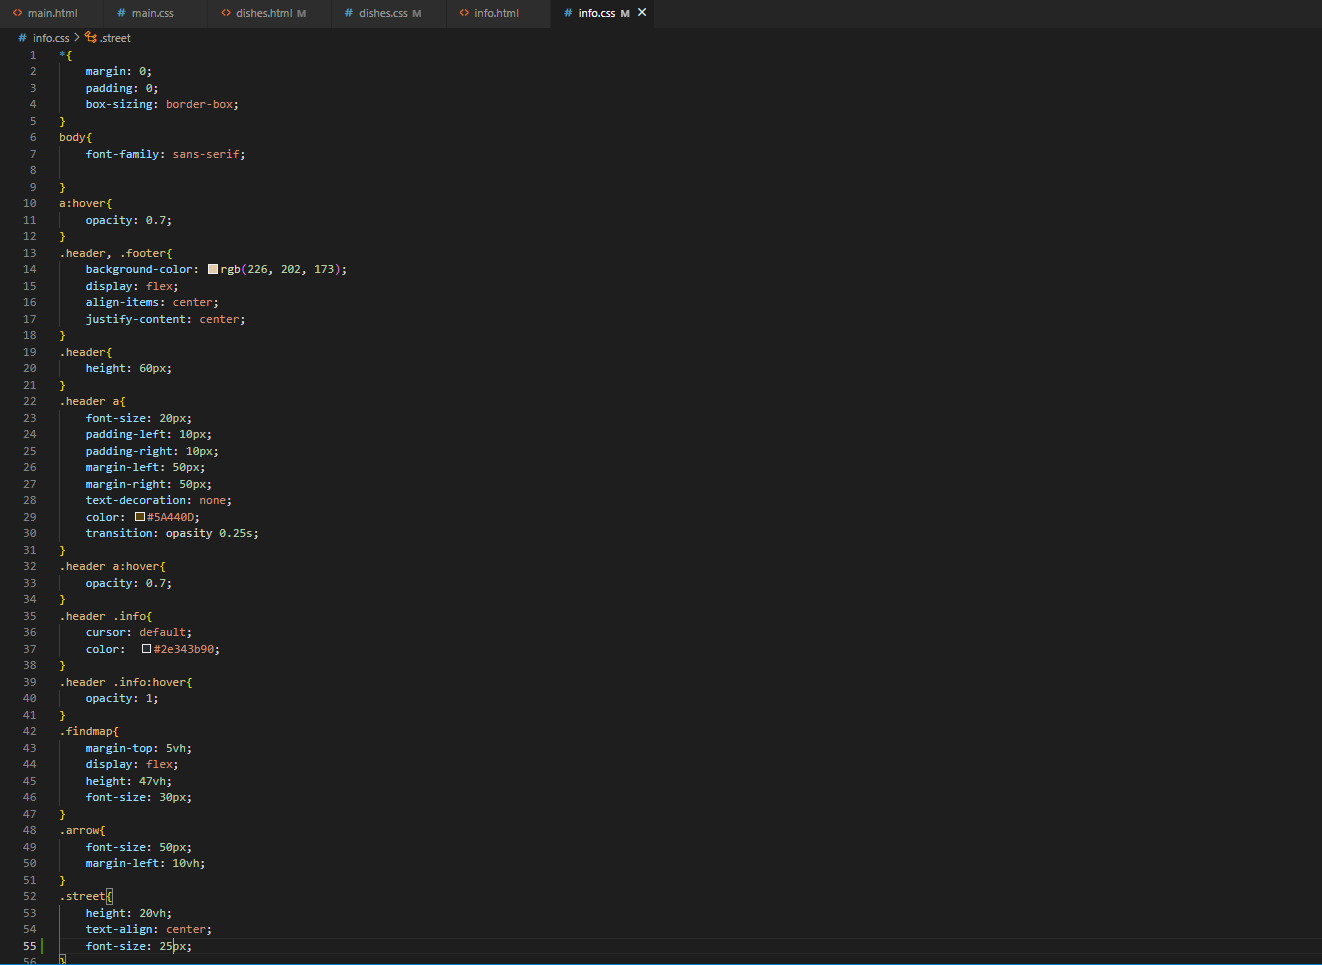 <> main.html # main.css <> dishes.html M # dishes.css M <> info.html # info.css M ✕
# info.css > .street
1 *{
2 margin: 0;
3 padding: 0;
4 box-sizing: border-box;
5 }
6 body{
7 font-family: sans-serif;
8
9 }
10 a:hover{
11 opacity: 0.7;
12 }
13 .header, .footer{
14 background-color: rgb(226, 202, 173);
15 display: flex;
16 align-items: center;
17 justify-content: center;
18 }
19 .header{
20 height: 60px;
21 }
22 .header a{
23 font-size: 20px;
24 padding-left: 10px;
25 padding-right: 10px;
26 margin-left: 50px;
27 margin-right: 50px;
28 text-decoration: none;
29 color: #5A440D;
30 transition: opasity 0.25s;
31 }
32 .header a:hover{
33 opacity: 0.7;
34 }
35 .header .info{
36 cursor: default;
37 color: #2e343b90;
38 }
39 .header .info:hover{
40 opacity: 1;
41 }
42 .findmap{
43 margin-top: 5vh;
44 display: flex;
45 height: 47vh;
46 font-size: 30px;
47 }
48 .arrow{
49 font-size: 50px;
50 margin-left: 10vh;
51 }
52 .street{
53 height: 20vh;
54 text-align: center;
55 font-size: 25px;
56 }